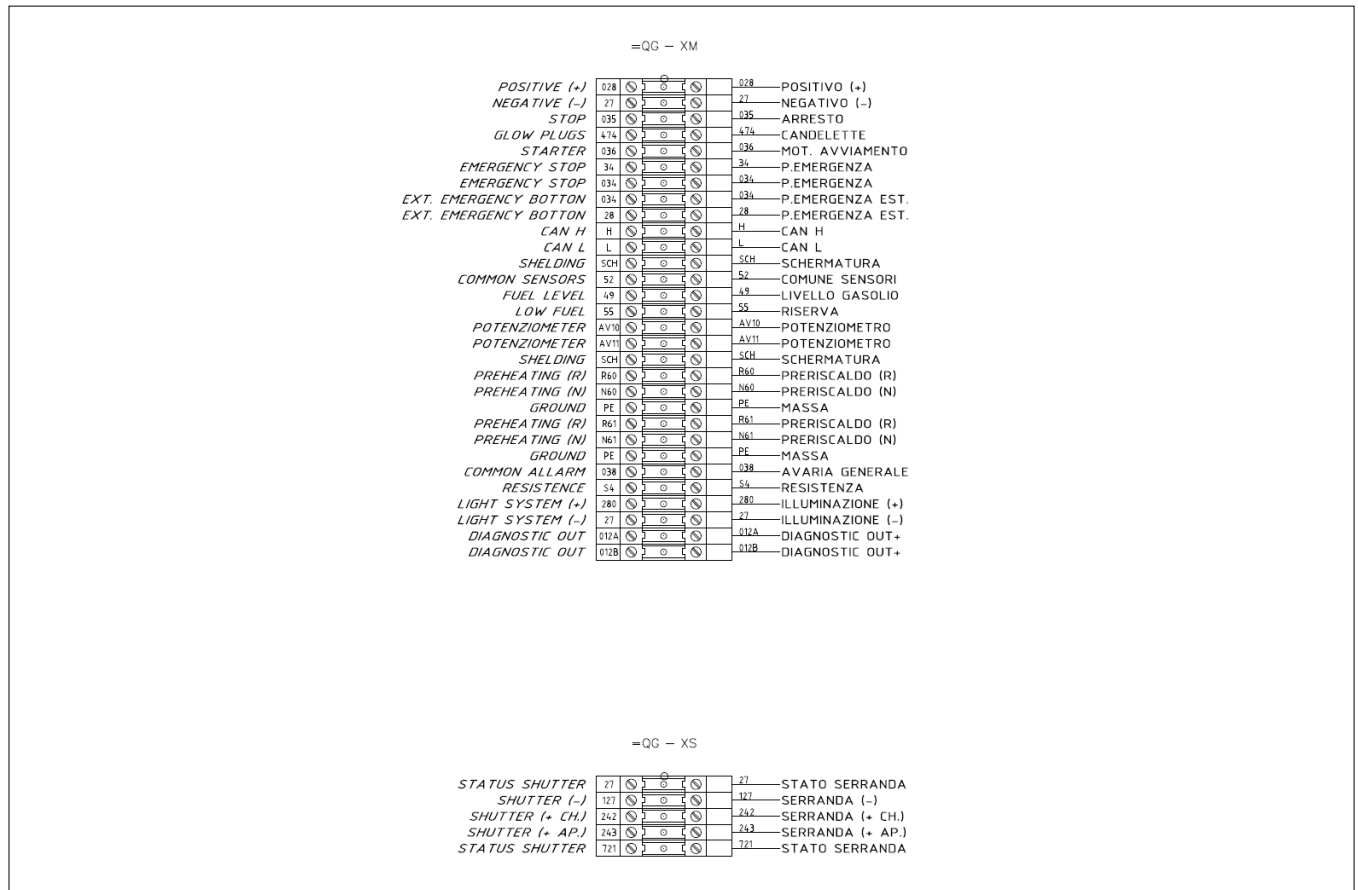 =QG - XM
POSITIVE (+) 028 028 POSITIVO (+)
NEGATIVE (-) 27 27 NEGATIVO (-)
STOP 035 035 ARRESTO
GLOW PLUGS 474 474 CANDELETTE
STARTER 036 036 MOT. AVVIAMENTO
EMERGENCY STOP 34 34 P.EMERGENZA
EMERGENCY STOP 034 034 P.EMERGENZA
EXT. EMERGENCY BOTTON 034 034 P.EMERGENZA EST.
EXT. EMERGENCY BOTTON 28 28 P.EMERGENZA EST.
CAN H H H CAN H
CAN L L L CAN L
SHELDING SCH SCH SCHERMATURA
COMMON SENSORS 52 52 COMUNE SENSORI
FUEL LEVEL 49 49 LIVELLO GASOLIO
LOW FUEL 55 55 RISERVA
POTENZIOMETER AV10 AV10 POTENZIOMETRO
POTENZIOMETER AV11 AV11 POTENZIOMETRO
SHELDING SCH SCH SCHERMATURA
PREHEATING (R) R60 R60 PRERISCALDO (R)
PREHEATING (N) N60 N60 PRERISCALDO (N)
GROUND PE PE MASSA
PREHEATING (R) R61 R61 PRERISCALDO (R)
PREHEATING (N) N61 N61 PRERISCALDO (N)
GROUND PE PE MASSA
COMMON ALLARM 038 038 AVARIA GENERALE
RESISTENCE S4 S4 RESISTENZA
LIGHT SYSTEM (+) 280 280 ILLUMINAZIONE (+)
LIGHT SYSTEM (-) 27 27 ILLUMINAZIONE (-)
DIAGNOSTIC OUT 012A 012A DIAGNOSTIC OUT+
DIAGNOSTIC OUT 012B 012B DIAGNOSTIC OUT+
=QG - XS
STATUS SHUTTER 27 27 STATO SERRANDA
SHUTTER (-) 127 127 SERRANDA (-)
SHUTTER (+ CH.) 242 242 SERRANDA (+ CH.)
SHUTTER (+ AP.) 243 243 SERRANDA (+ AP.)
STATUS SHUTTER 721 721 STATO SERRANDA